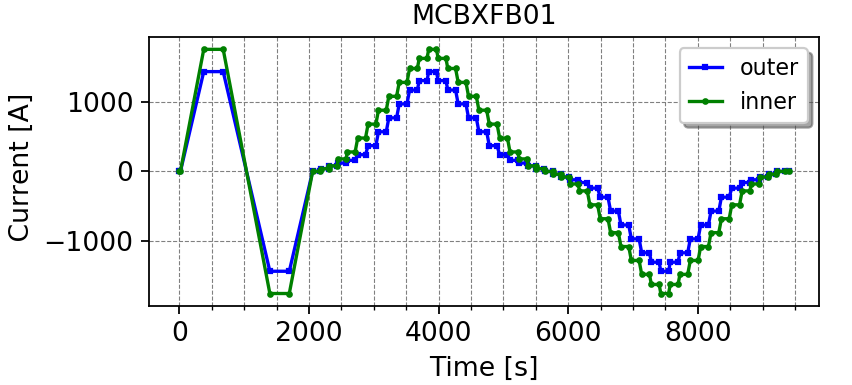 MCBXFB01
Current [A]
1000
0
−1000
outer
inner
0 2000 4000 6000 8000
Time [s]